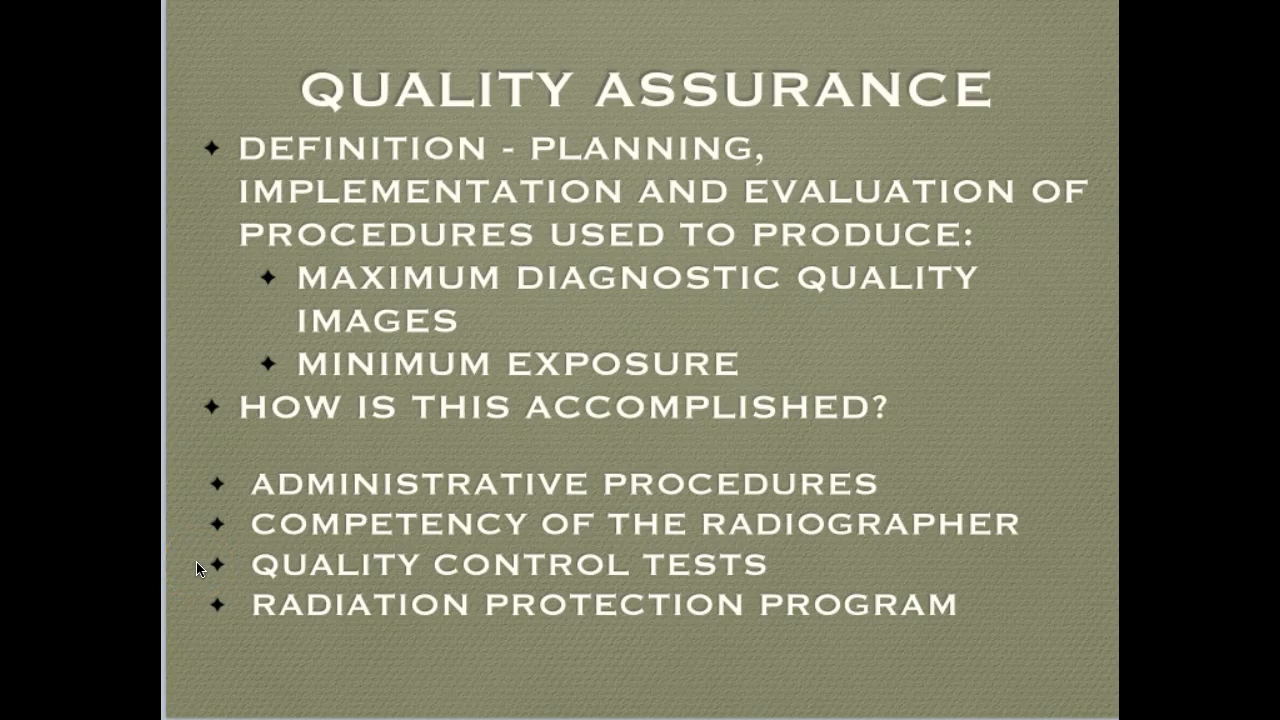 QUALITY ASSURANCE
DEFINITION - PLANNING,
IMPLEMENTATION AND EVALUATION OF
PROCEDURES USED TO PRODUCE:
MAXIMUM DIAGNOSTIC QUALITY
IMAGES
MINIMUM EXPOSURE
HOW IS THIS ACCOMPLISHED?
ADMINISTRATIVE PROCEDURES
COMPETENCY OF THE RADIOGRAPHER
QUALITY CONTROL TESTS
RADIATION PROTECTION PROGRAM